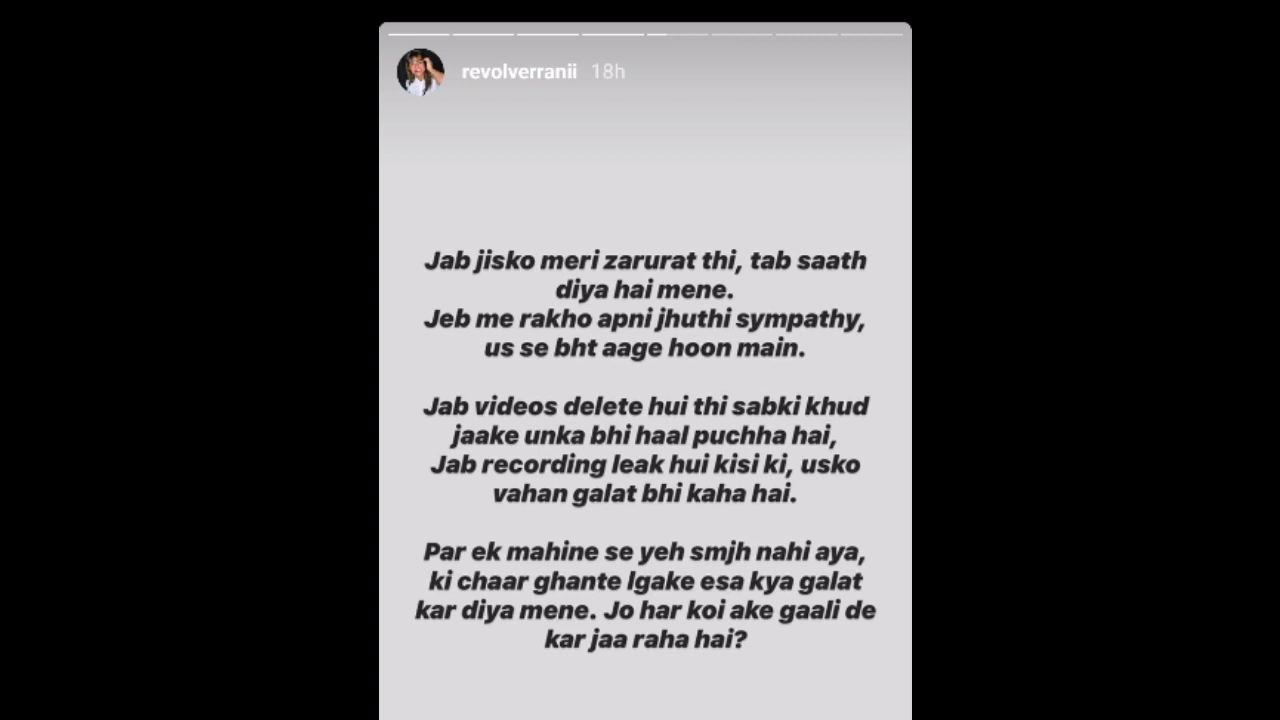 revolverranii 18h
Jab jisko meri zarurat thi, tab saath
diya hai mene.
Jeb me rakho apni jhuthi sympathy,
us se bht aage hoon main.
Jab videos delete hui thi sabki khud
jaake unka bhi haal puchha hai,
Jab recording leak hui kisi ki, usko
vahan galat bhi kaha hai.
Par ek mahine se yeh smjh nahi aya,
ki chaar ghante lgake esa kya galat
kar diya mene. Jo har koi ake gaali de
kar jaa raha hai?